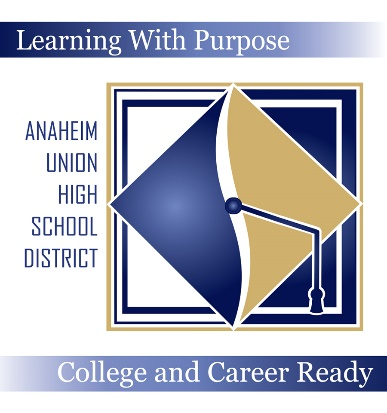 Learning With Purpose
ANAHEIM
UNION
HIGH
SCHOOL
DISTRICT
College and Career Ready